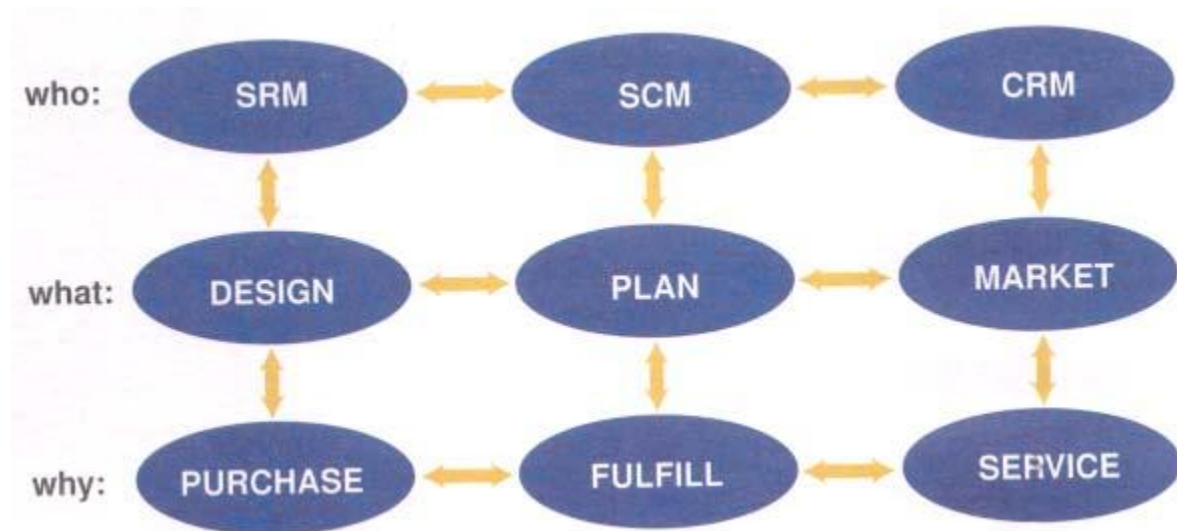 who: SRM SCM CRM
what: DESIGN PLAN MARKET
why: PURCHASE FULFILL SERVICE